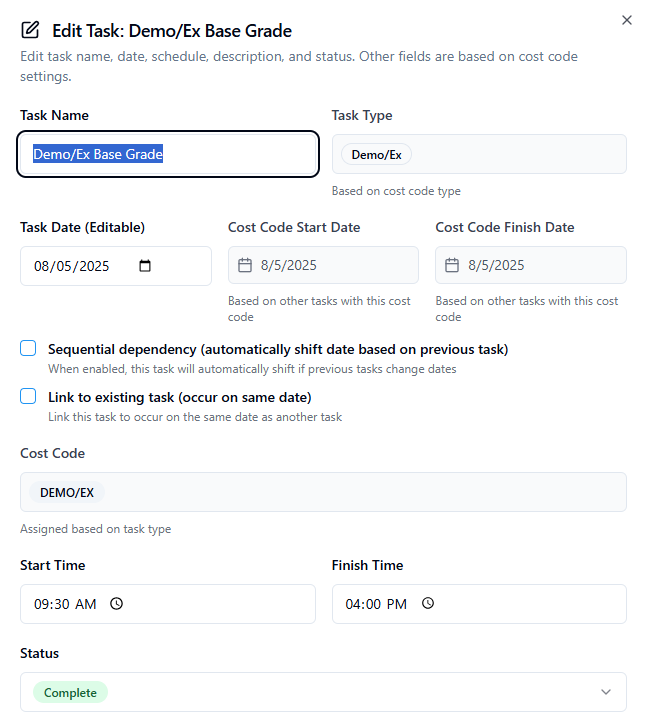 Edit Task: Demo/Ex Base Grade
Edit task name, date, schedule, description, and status. Other fields are based on cost code
settings.
Task Name
Task Type
Demo/Ex Base Grade
Demo/Ex
Based on cost code type
Task Date (Editable)
Cost Code Start Date
Cost Code Finish Date
08/05/2025
8/5/2025
8/5/2025
Based on other tasks with this cost
code
Based on other tasks with this cost
code
Sequential dependency (automatically shift date based on previous task)
When enabled, this task will automatically shift if previous tasks change dates
Link to existing task (occur on same date)
Link this task to occur on the same date as another task
Cost Code
DEMO/EX
Assigned based on task type
Start Time
Finish Time
09:30 AM
04:00 PM
Status
Complete